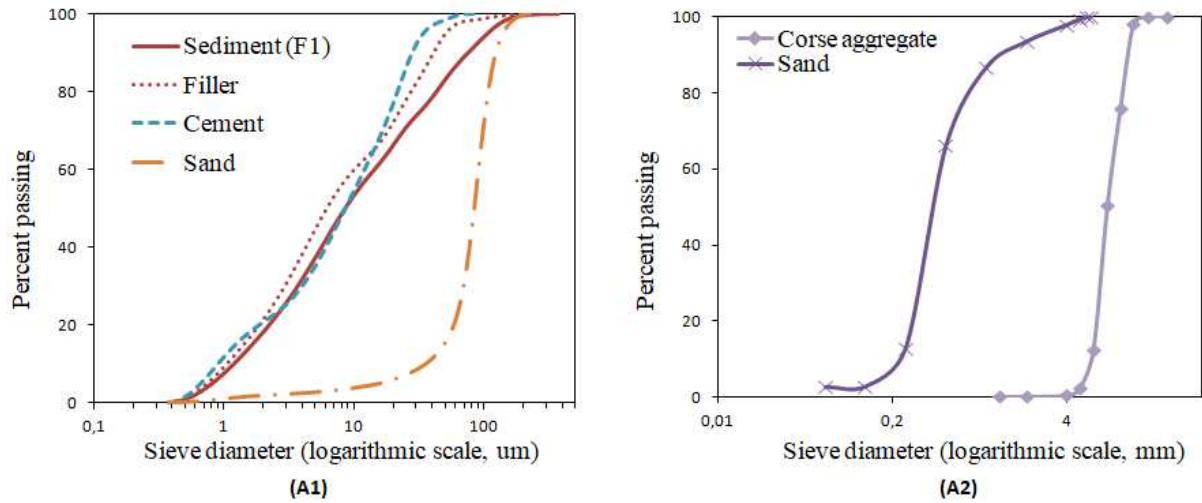 100
80
60
40
20
0
Percent passing
Sediment (F1)
Filler
Cement
Sand
0,1
1
10
100
Sieve diameter (logarithmic scale, um)
(A1)
100
80
60
40
20
0
Percent passing
Corse aggregate
Sand
0,01
0,2
4
Sieve diameter (logarithmic scale, mm)
(A2)